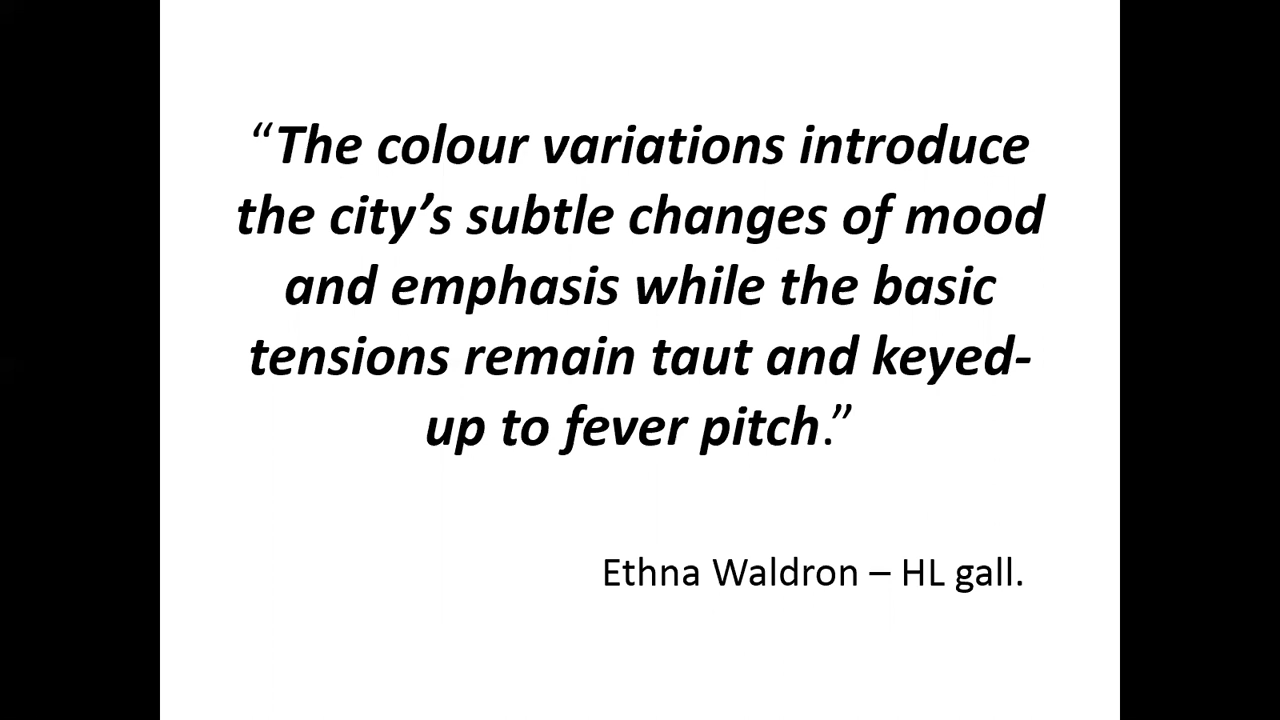 “The colour variations introduce
the city’s subtle changes of mood
and emphasis while the basic
tensions remain taut and keyed-
up to fever pitch.”
Ethna Waldron – HL gall.